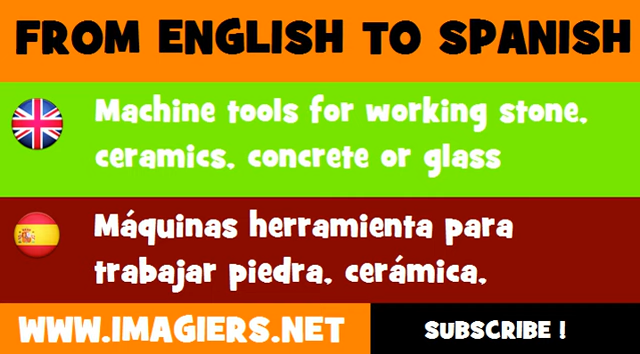 FROM ENGLISH TO SPANISH
Machine tools for working stone,
ceramics, concrete or glass
Máquinas herramienta para
trabajar piedra, cerámica,
WWW.IMAGIERS.NET
SUBSCRIBE !